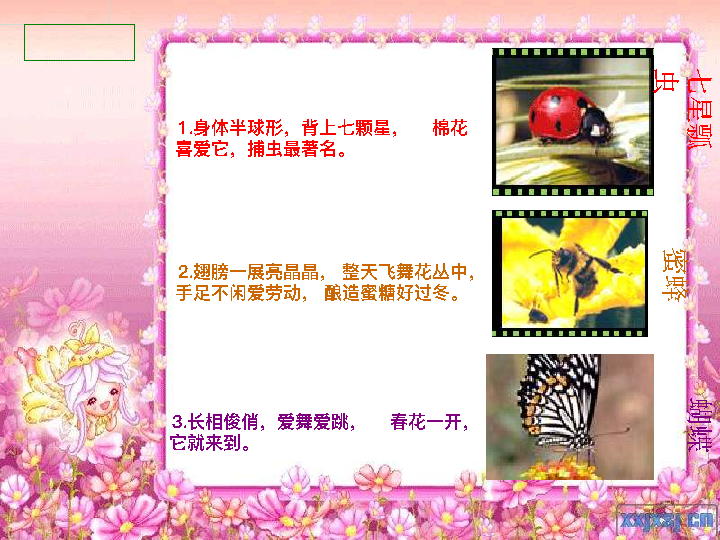 1.身体半球形，背上七颗星， 棉花
喜爱它，捕虫最著名。
七星瓢
虫
2.翅膀一展亮晶晶， 整天飞舞花丛中，
手足不闲爱劳动， 酿造蜜糖好过冬。
蜜蜂
3.长相俊俏，爱舞爱跳， 春花一开，
它就来到。
蝴蝶
xxjxzj.cn